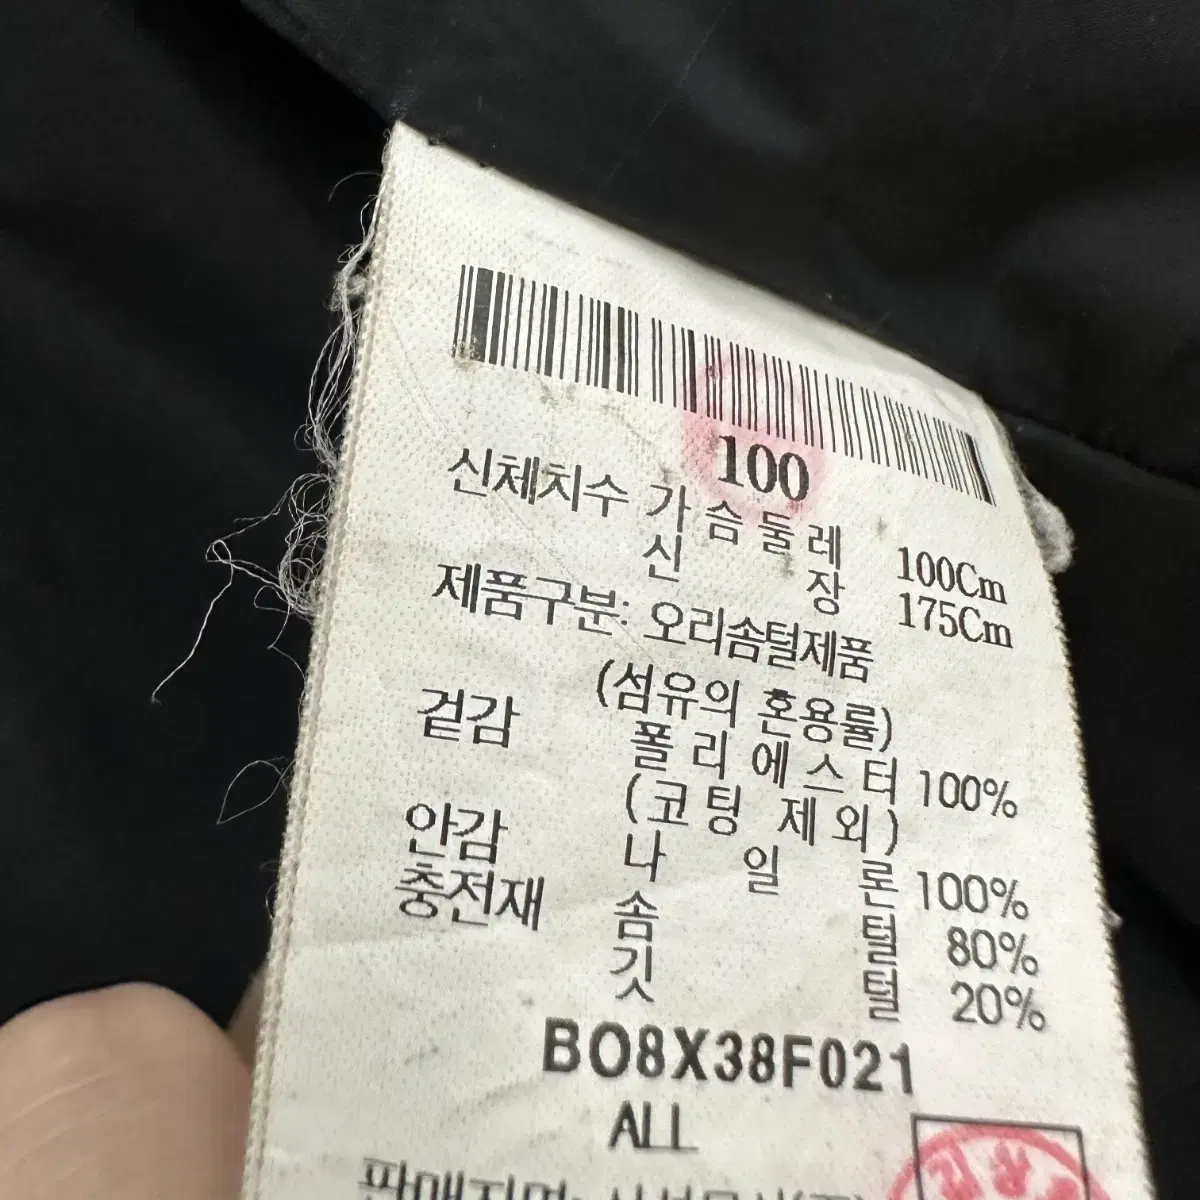 100
신체치수 가슴둘레 100Cm
신장 175Cm
제품구분: 오리솜털제품
(섬유의 혼용률)
겉감 폴리에스터 100%
(코팅 제외)
안감 나일론 100%
충전재 솜털 80%
깃털 20%
BO8X38F021
ALL